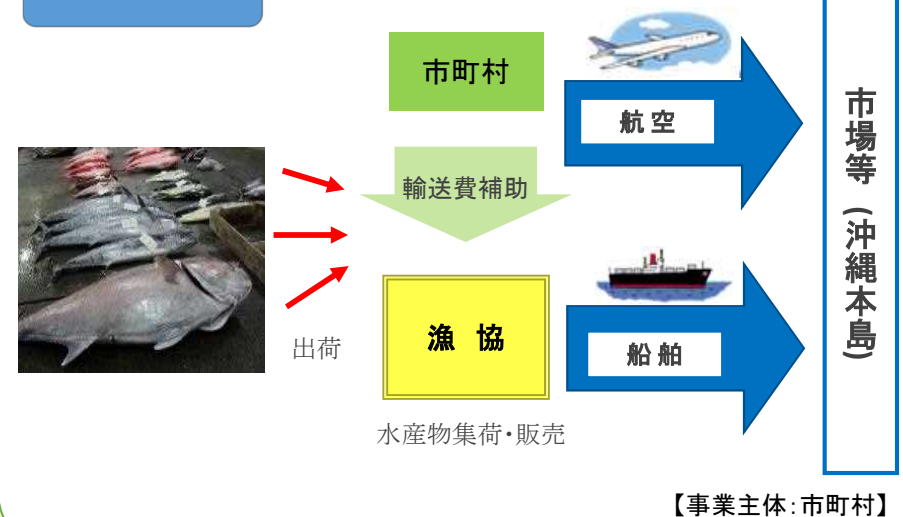 市町村
航空
輸送費補助
出荷
漁協
船舶
水産物集荷・販売
市場等(沖縄本島)
【事業主体:市町村】